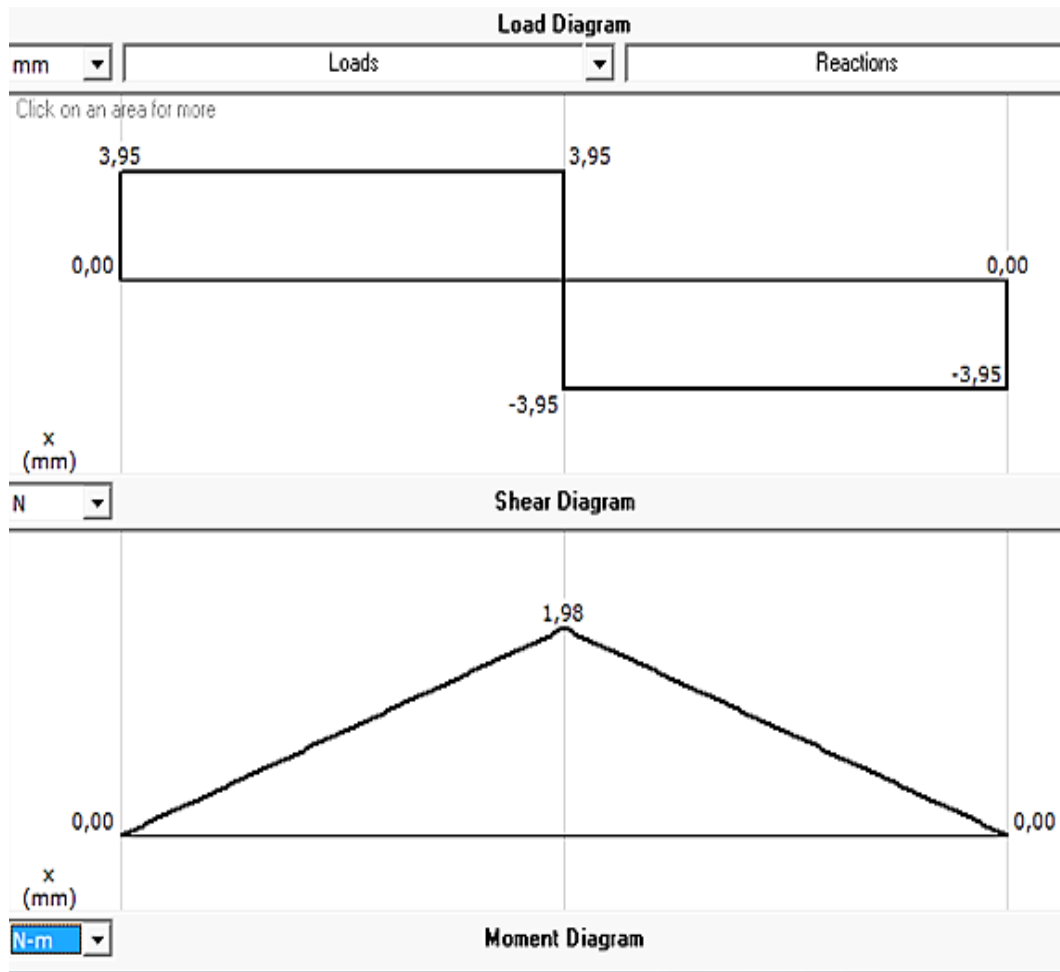 Load Diagram
mm Loads Reactions
Click on an area for more
3,95 3,95
0,00 0,00
-3,95
-3,95
x
(mm)
N Shear Diagram
1,98
0,00 0,00
x
(mm)
N-m Moment Diagram